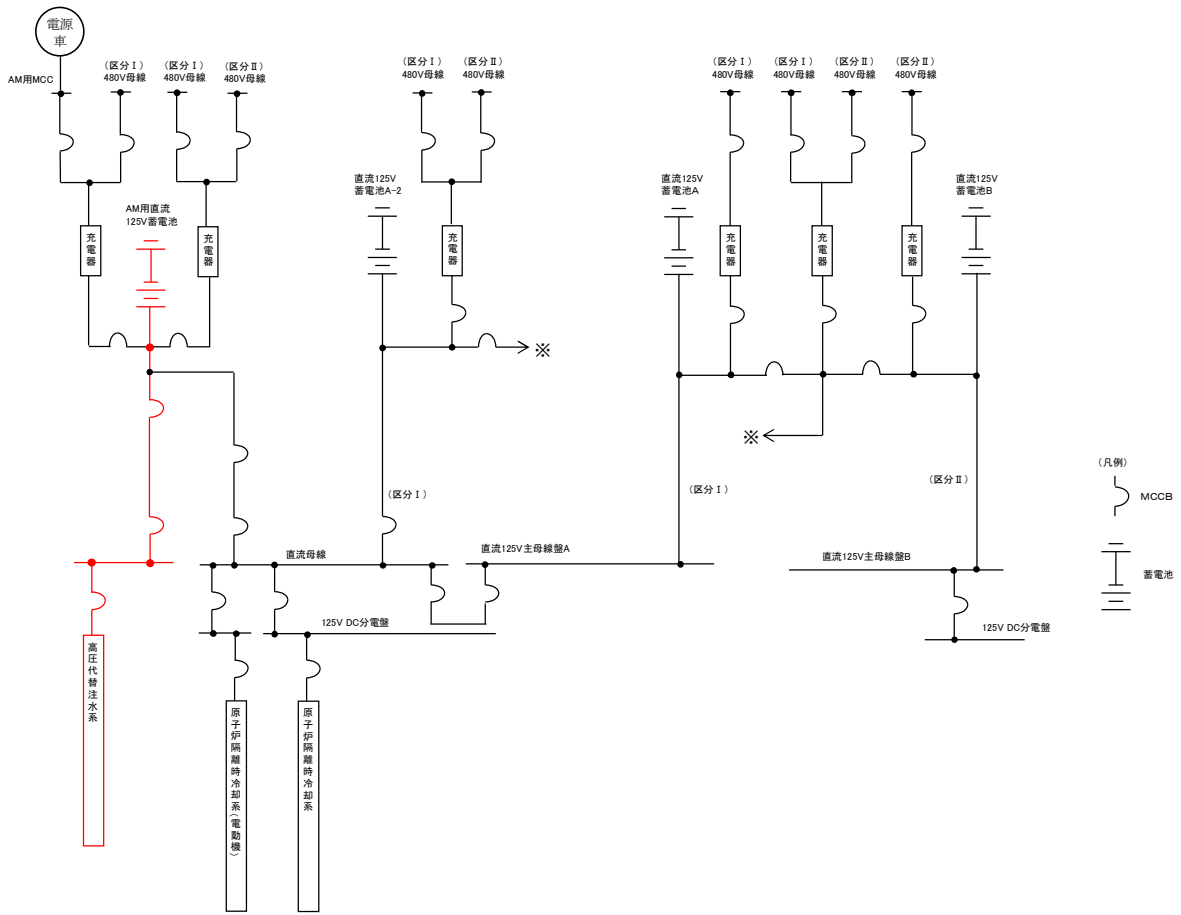 電源
車
AM用MCC
(区分Ⅰ)
480V母線
(区分Ⅰ)
480V母線
(区分Ⅱ)
480V母線
(区分Ⅰ)
480V母線
(区分Ⅱ)
480V母線
(区分Ⅰ)
480V母線
(区分Ⅰ)
480V母線
(区分Ⅱ)
480V母線
(区分Ⅱ)
480V母線
AM用直流
125V蓄電池
直流125V
蓄電池A-2
直流125V
蓄電池A
直流125V
蓄電池B
充電器
充電器
充電器
充電器
充電器
充電器
※
※
(区分Ⅰ)
(区分Ⅰ)
(区分Ⅱ)
(凡例)
MCCB
蓄電池
直流母線
直流125V主母線盤A
直流125V主母線盤B
125V DC分電盤
125V DC分電盤
高圧代替注水系
原子炉隔離時冷却系(電動機)
原子炉隔離時冷却系